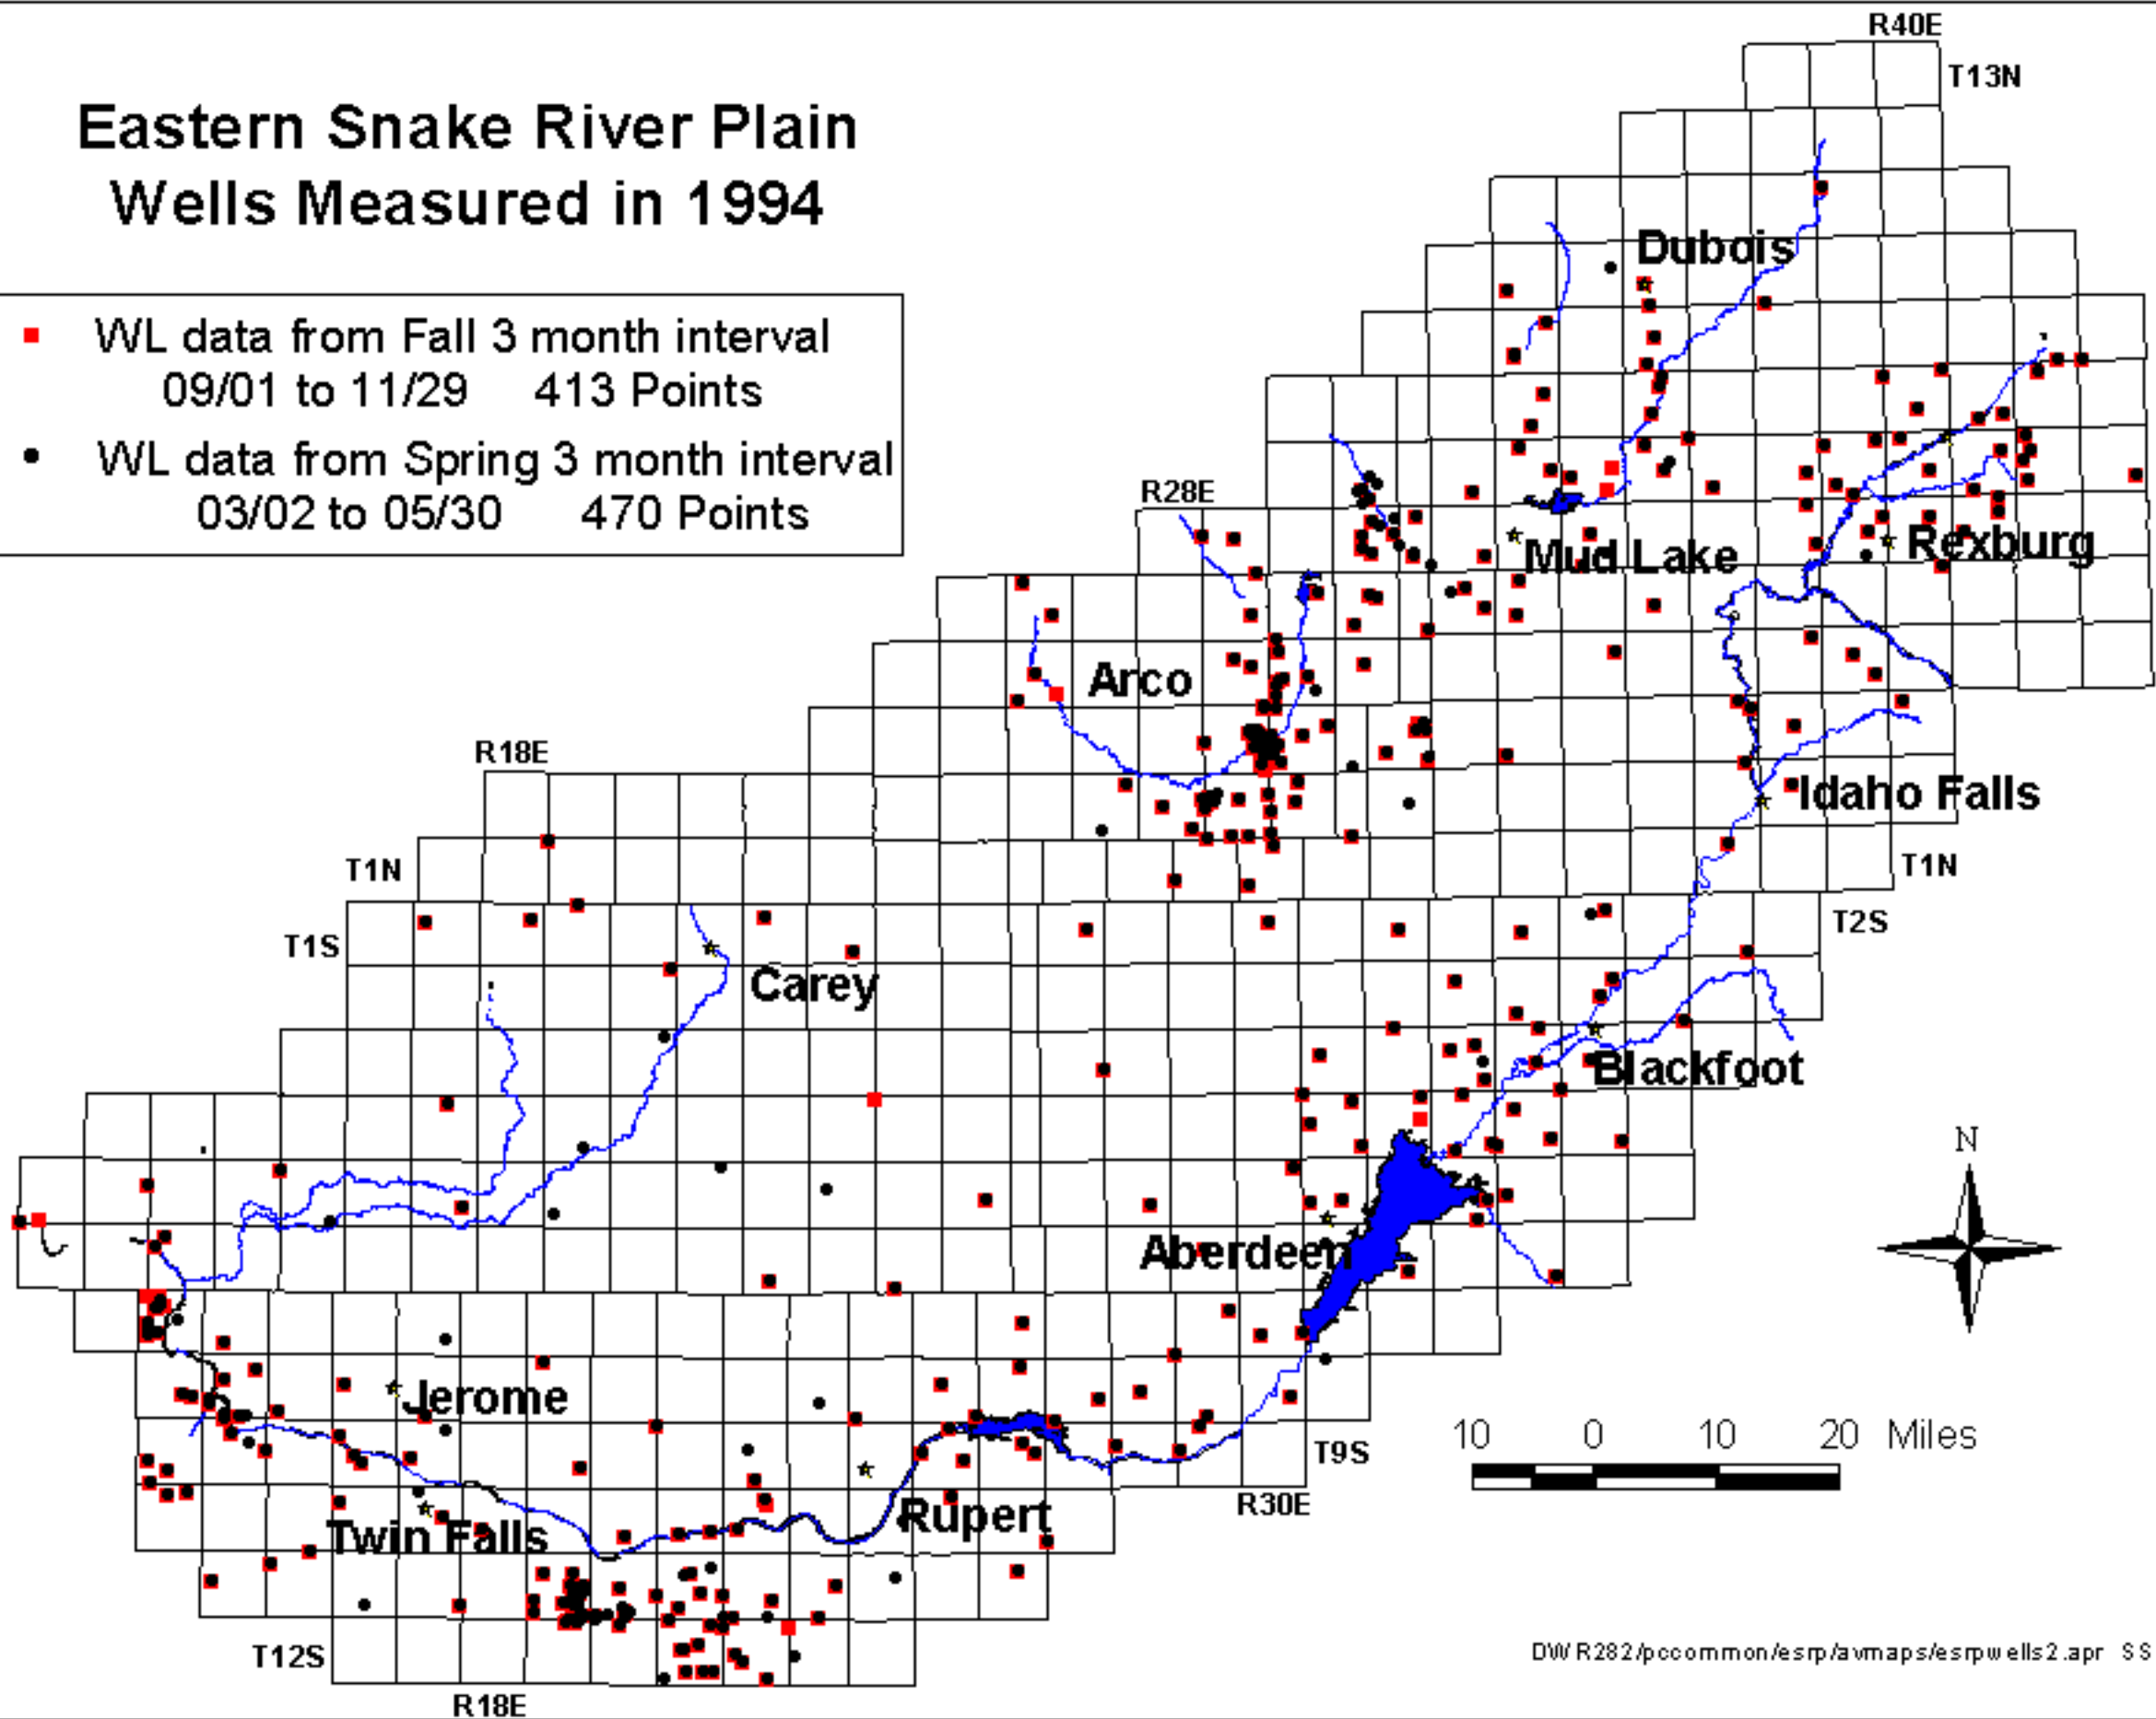 Eastern Snake River Plain
Wells Measured in 1994
WL data from Fall 3 month interval
09/01 to 11/29 413 Points
WL data from Spring 3 month interval
03/02 to 05/30 470 Points
R40E
T13N
Dubois
R28E
Mud Lake
Rexburg
Arco
R18E
Idaho Falls
T1N
T1N
T2S
T1S
Carey
Blackfoot
N
Aberdeen
Jerome
10 0 10 20 Miles
T9S
R30E
Rupert
Twin Falls
T12S
DWR282/pccommon/esrp/avmaps/esrpwells2.apr SS
R18E